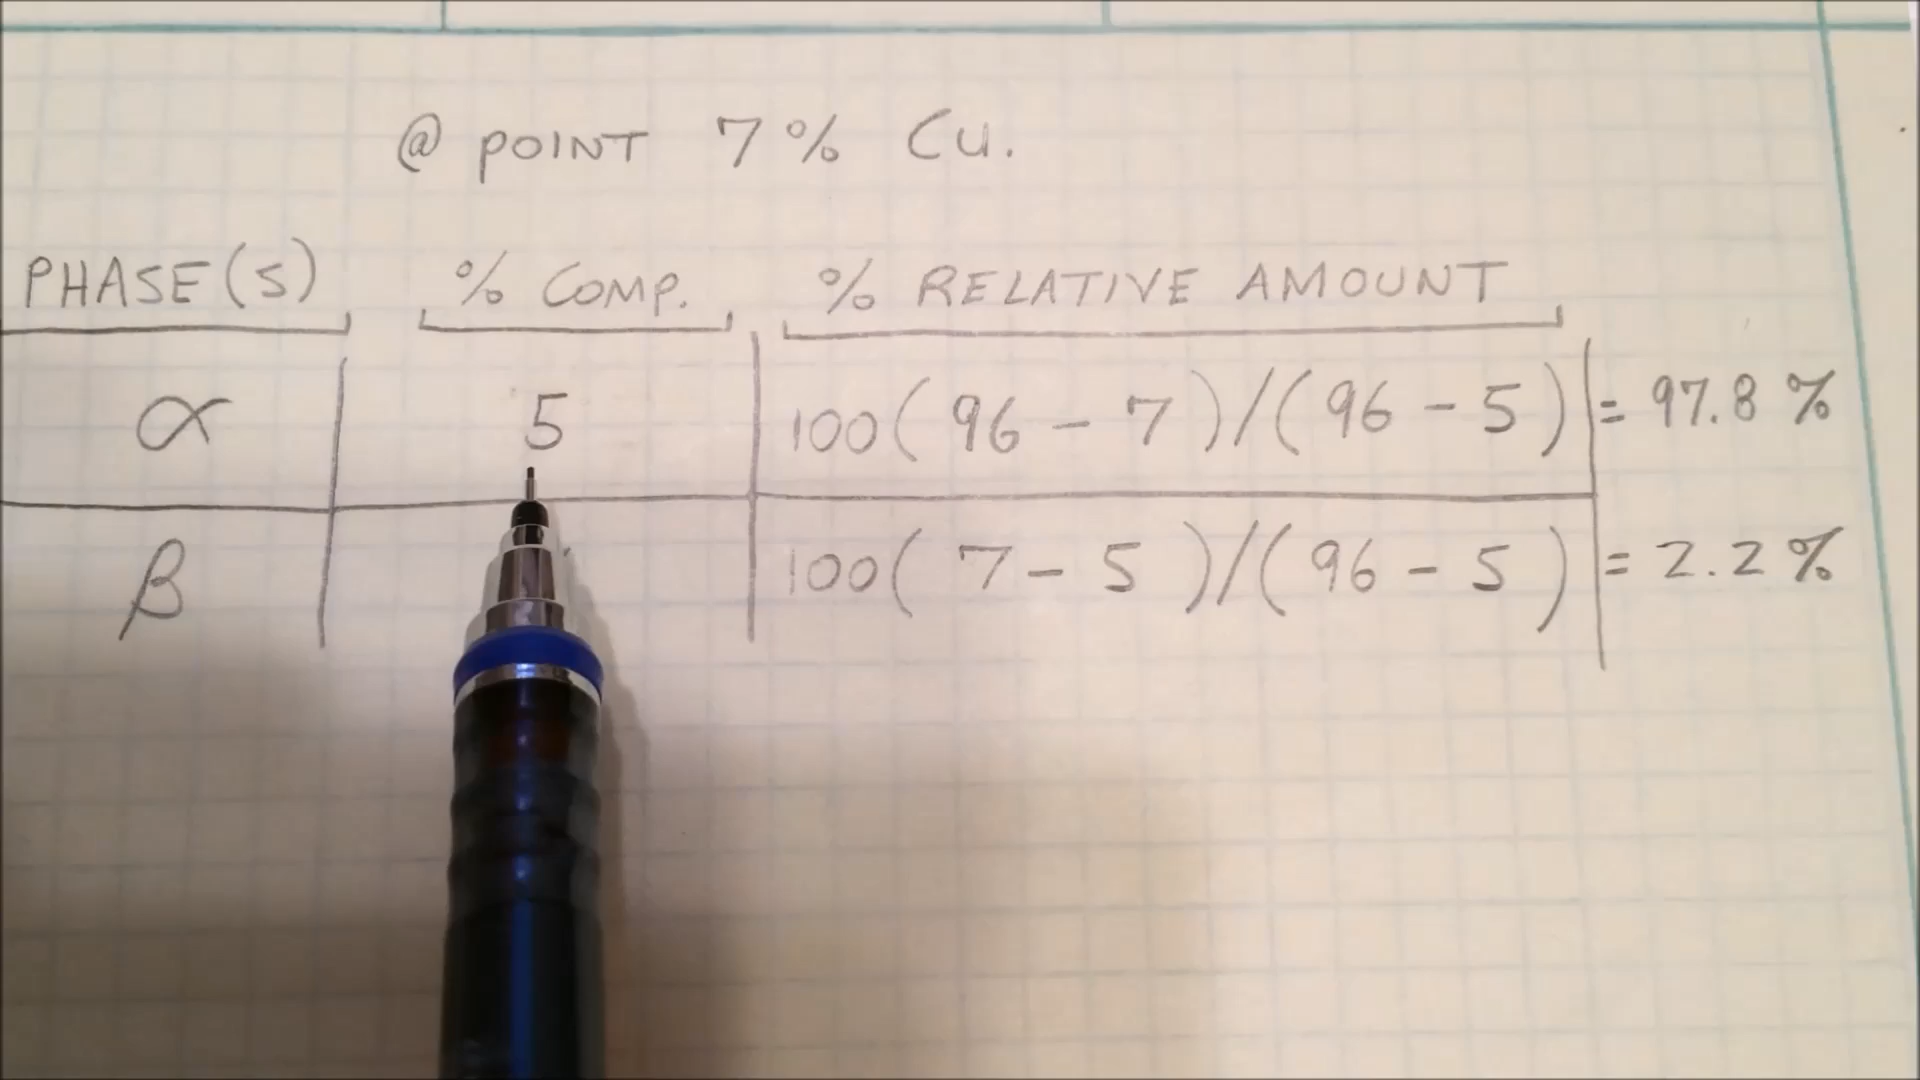 @ POINT 7% Cu.
PHASE(S) % COMP. % RELATIVE AMOUNT
α 5 100(96-7)/(96-5) = 97.8%
β 100(7-5)/(96-5) = 2.2%